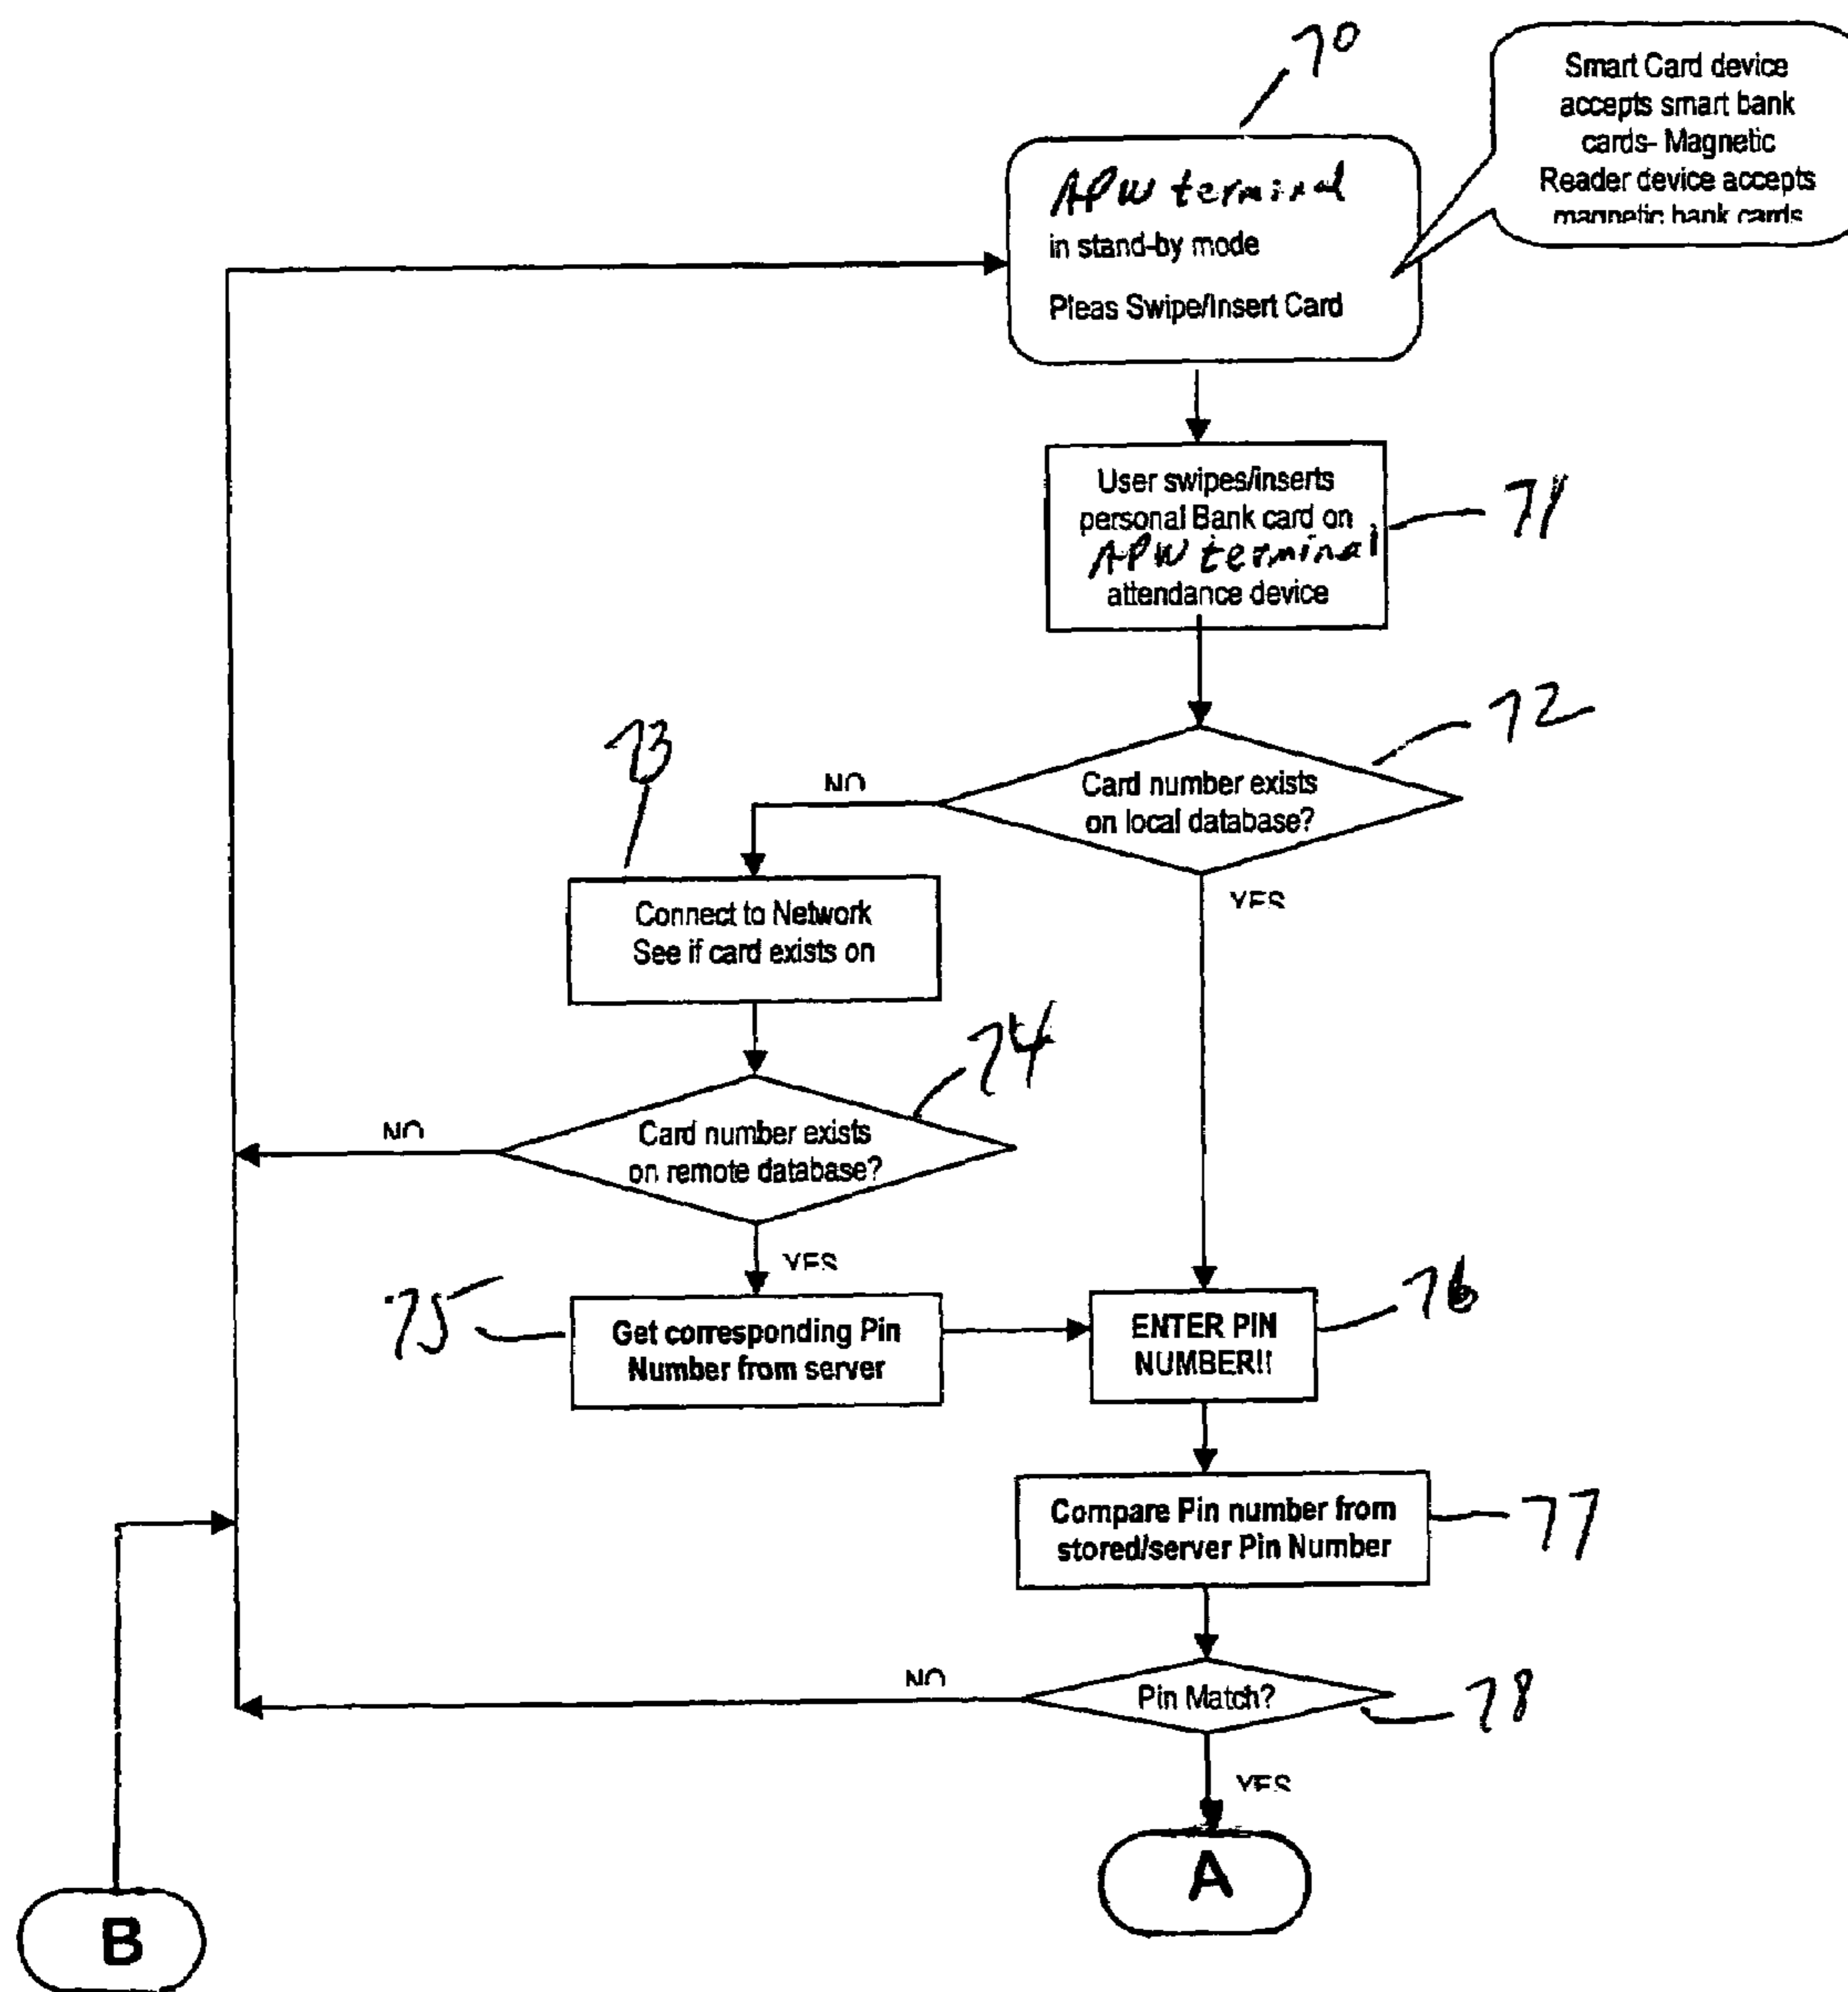 70
Smart Card device
accepts smart bank
cards- Magnetic
Reader device accepts
magnetic bank cards
APW terminal
in stand-by mode
Pleas Swipe/Insert Card
User swipes/inserts
personal Bank card on
APW terminal
attendance device
71
72
Card number exists
on local database?
NO
YES
73
Connect to Network
See if card exists on
74
Card number exists
on remote database?
NO
YES
75
Get corresponding Pin
Number from server
76
ENTER PIN
NUMBER!!
Compare Pin number from
stored/server Pin Number
77
Pin Match?
78
NO
YES
A
B